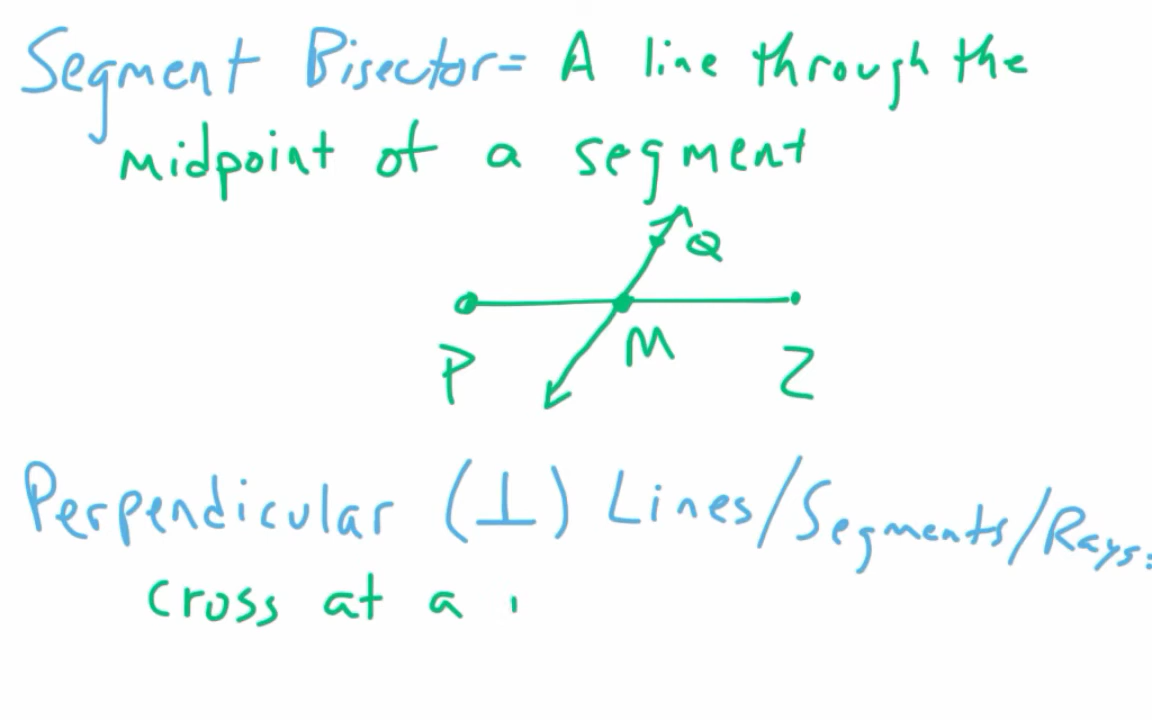 Segment Bisector= A line through the
midpoint of a segment
Q
M
P
Z
Perpendicular (⊥) Lines/Segments/Rays:
cross at a